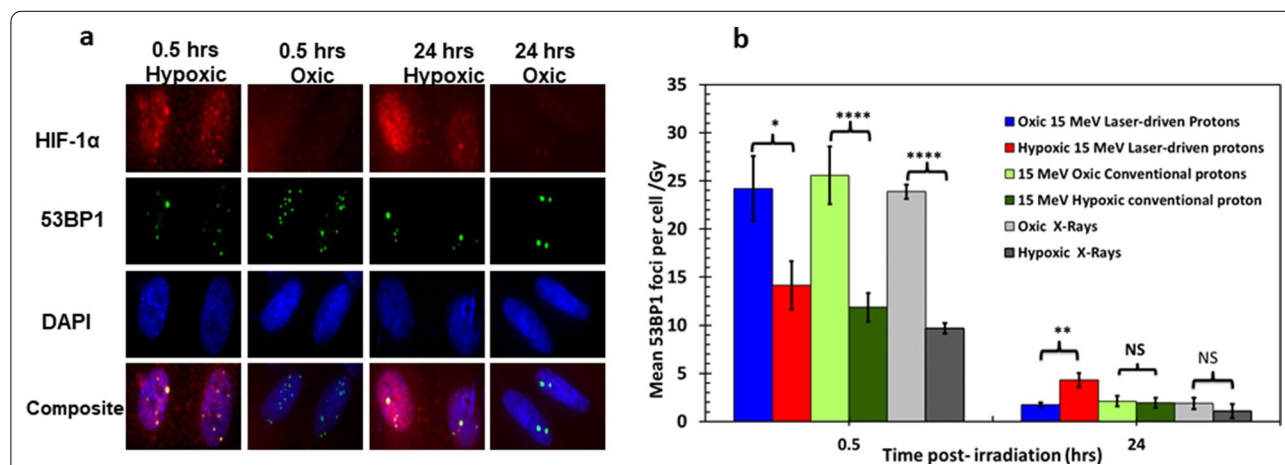 a
0.5 hrs Hypoxic
0.5 hrs Oxic
24 hrs Hypoxic
24 hrs Oxic
HIF-1α
53BP1
DAPI
Composite
b
Mean 53BP1 foci per cell /Gy
35
30
25
20
15
10
5
0
*
****
****
**
NS
NS
Oxic 15 MeV Laser-driven Protons
Hypoxic 15 MeV Laser-driven protons
15 MeV Oxic Conventional protons
15 MeV Hypoxic conventional proton
Oxic X-Rays
Hypoxic X-Rays
0.5
24
Time post- irradiation (hrs)